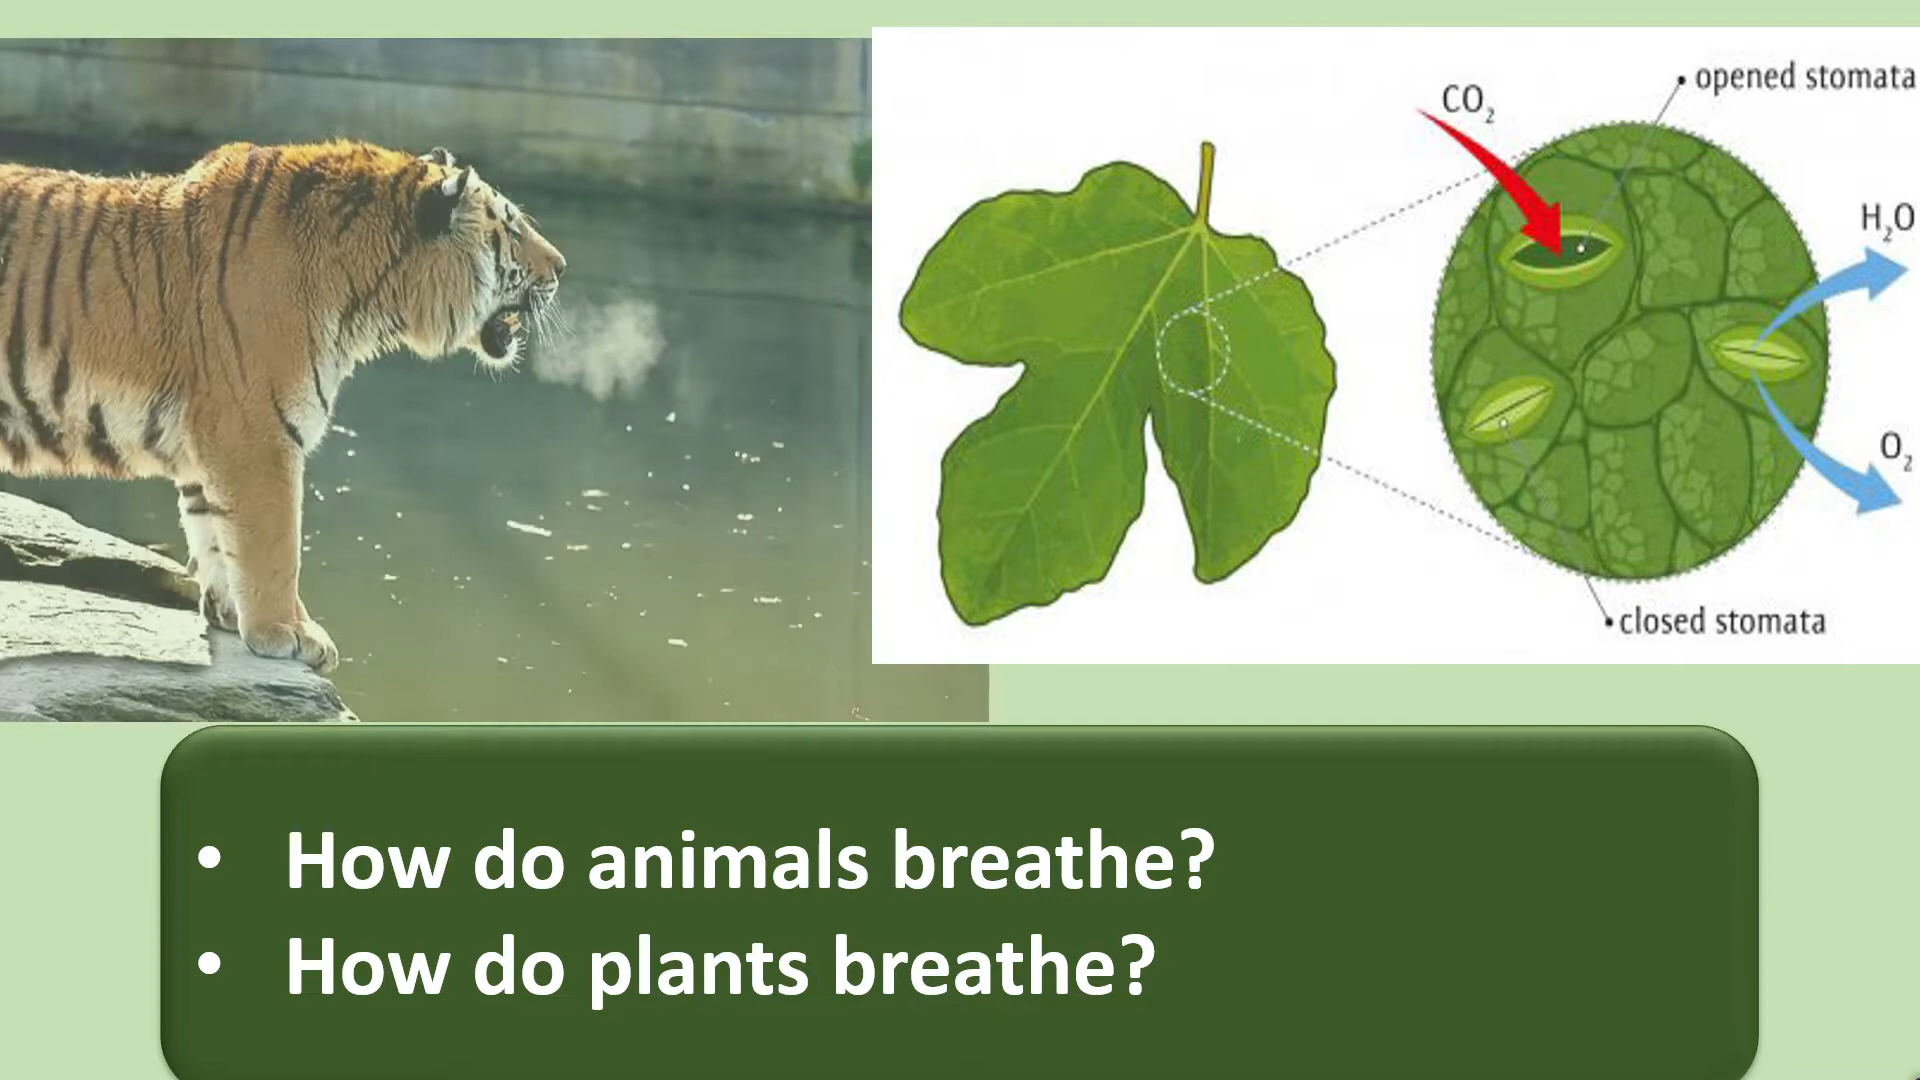 opened stomata
CO₂
H₂O
O₂
closed stomata
• How do animals breathe?
• How do plants breathe?